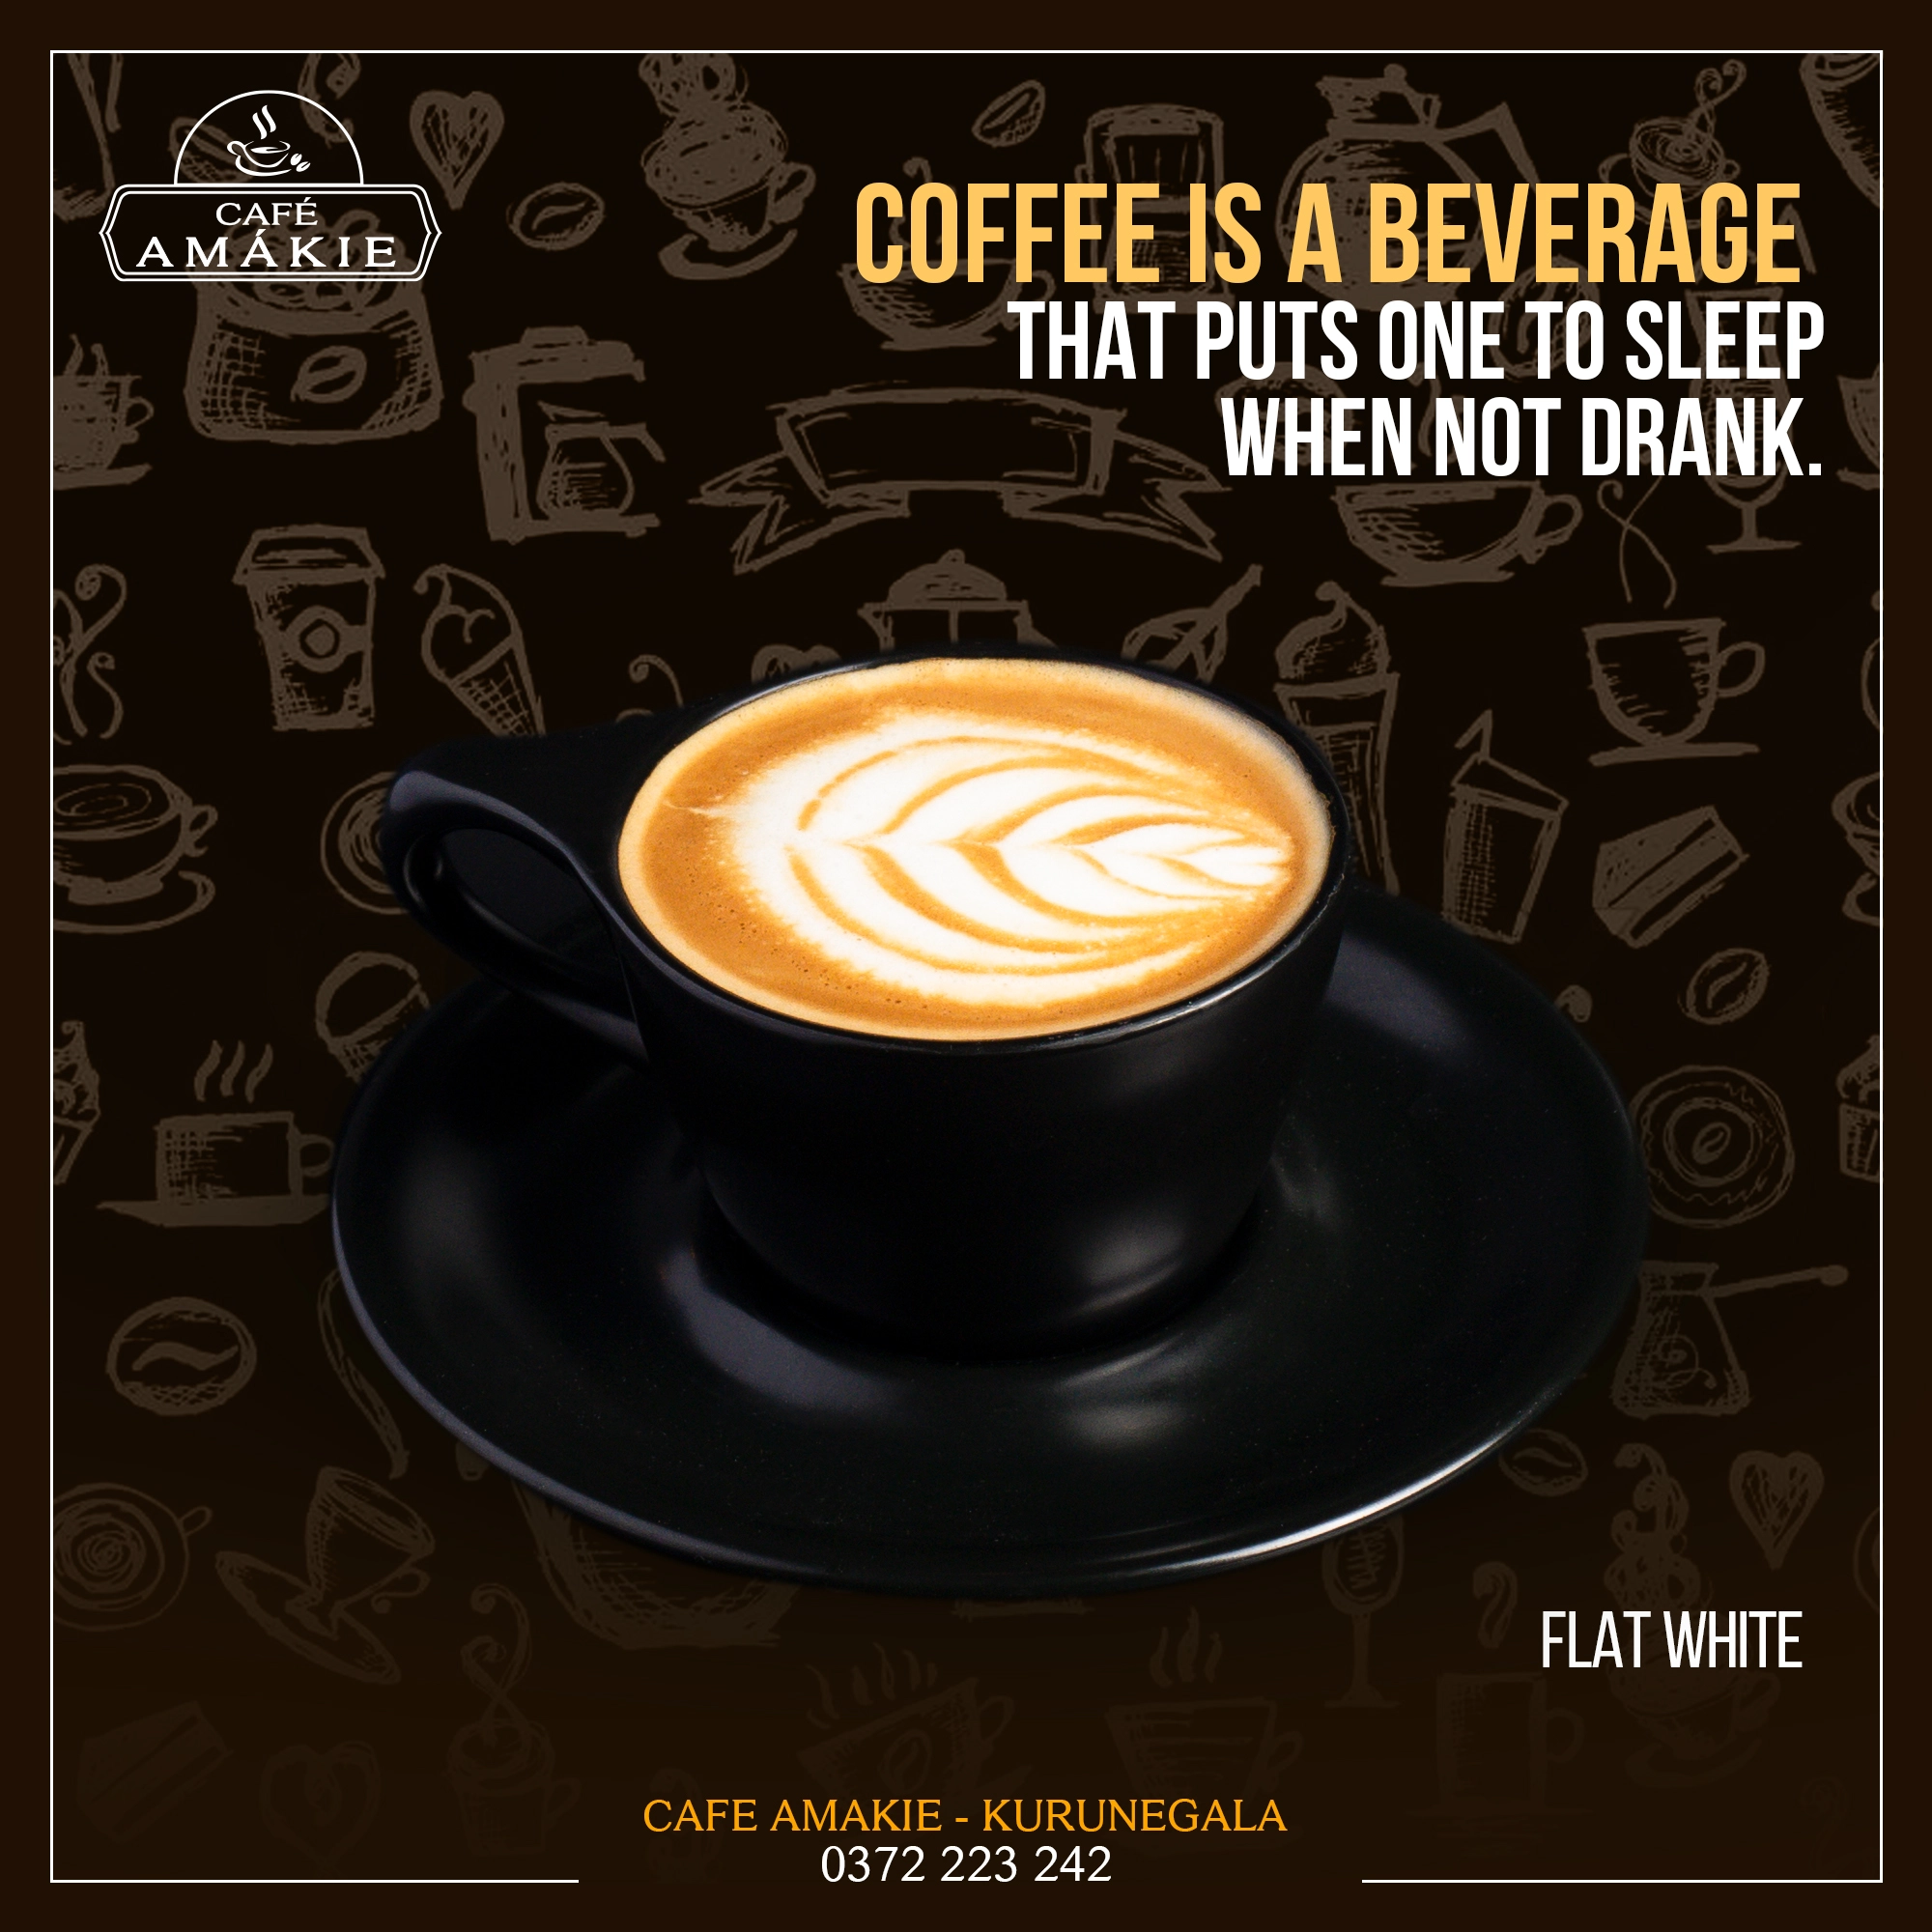 CAFÉ
AMÁKIE
COFFEE IS A BEVERAGE
THAT PUTS ONE TO SLEEP
WHEN NOT DRANK.
FLAT WHITE
CAFE AMAKIE - KURUNEGALA
0372 223 242